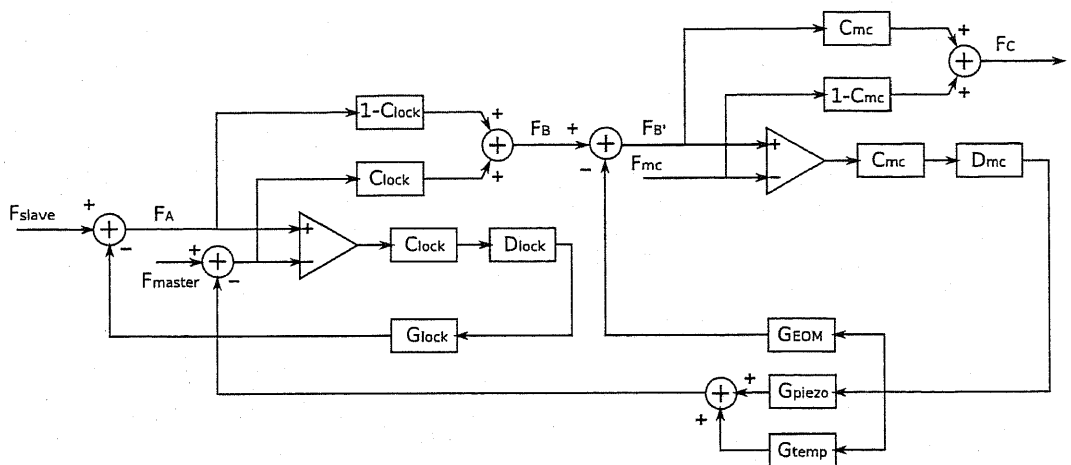 Cmc
+
Fc
1-Cmc
+
1-Clock
+
FB
+
FB'
Fmc
-
+
-
Cmc
Dmc
Clock
+
Fslave
+
FA
-
Fmaster
+
-
+
-
Clock
Dlock
Glock
GEOM
+
Gpiezo
+
Gtemp